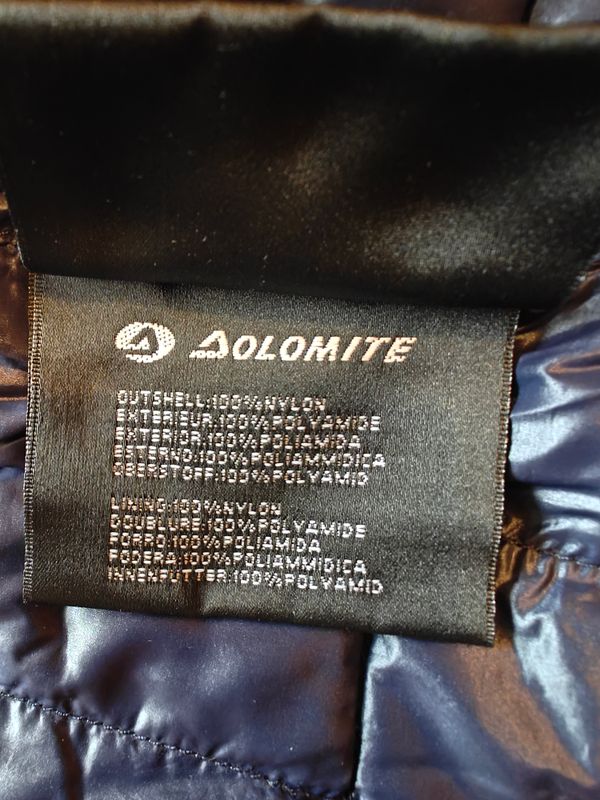 DOLOMITE
OUTSHELL:100%NYLON
EXTERIEUR:100%POLYAMIDE
EXTERIOR:100%POLIAMIDA
ESTERNO:100%POLIAMMIDICA
OBERSTOFF:100%POLYAMID
LINING:100%NYLON
DOUBLURE:100%POLYAMIDE
FORRO:100%POLIAMIDA
FODERA:100%POLIAMMIDICA
INNENFUTTER:100%POLYAMID